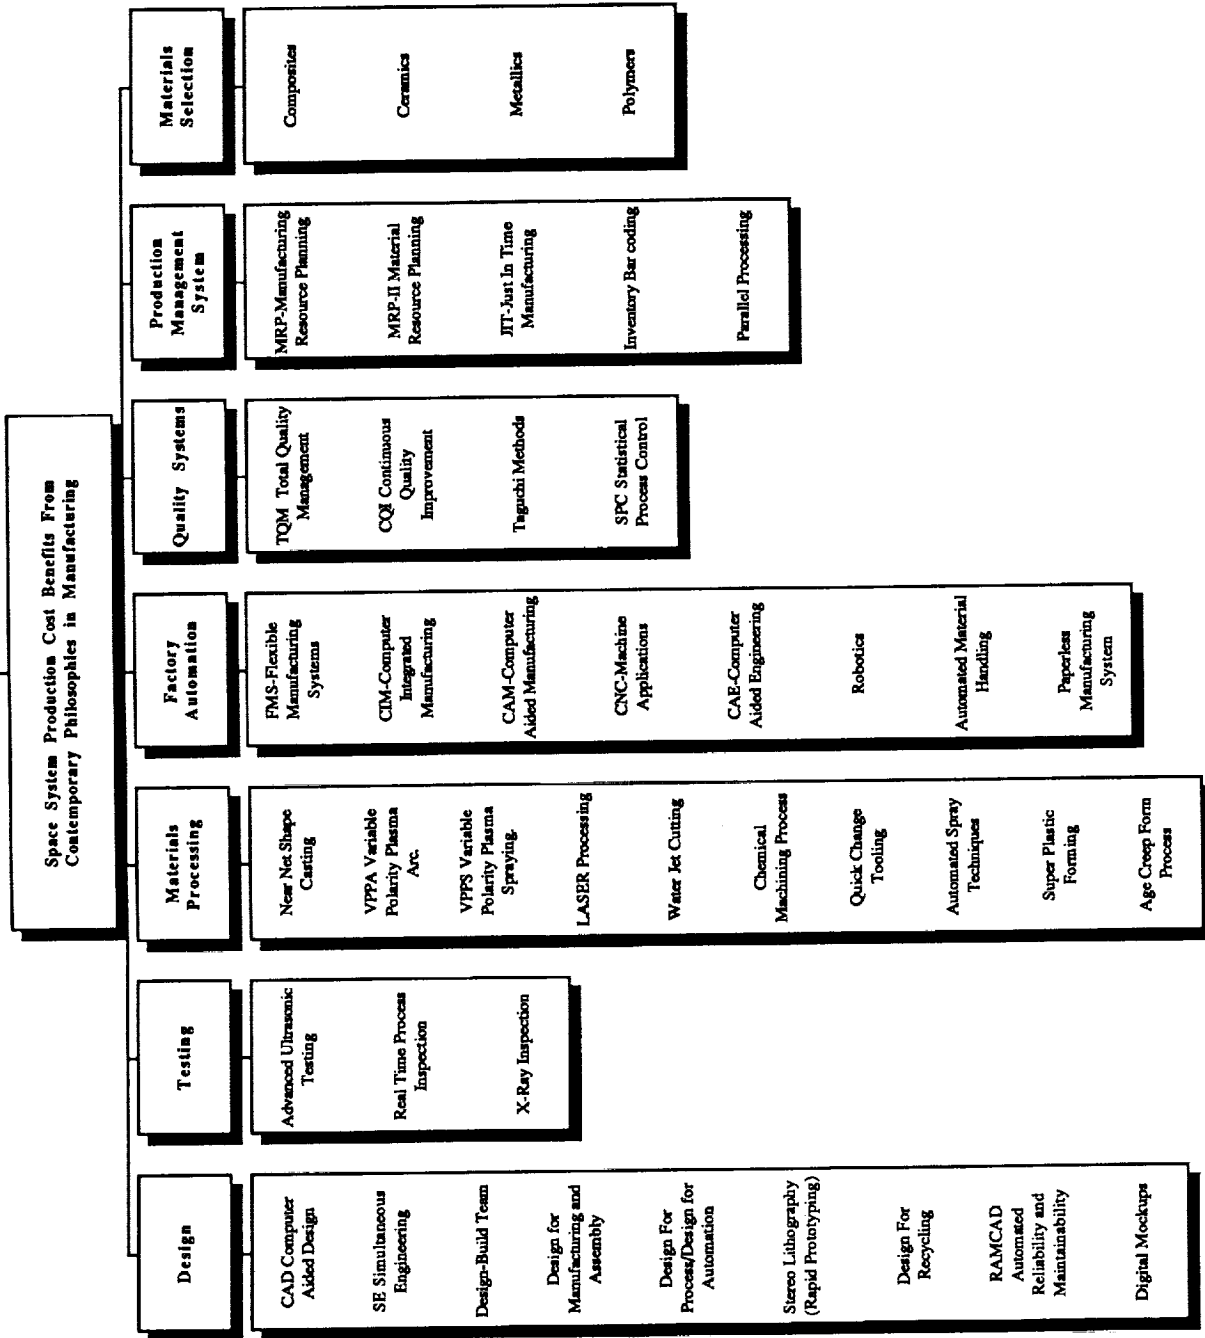 Space System Production Cost Benefits From
Contemporary Philosophies in Manufacturing
Design
CAD Computer
Aided Design
SE Simultaneous
Engineering
Design-Build Team
Design for
Manufacturing and
Assembly
Design For
Process/Design for
Automation
Stereo Lithography
(Rapid Prototyping)
Design For
Recycling
RAMCAD
Automated
Reliability and
Maintainability
Digital Mockups
Testing
Advanced Ultrasonic
Testing
Real Time Process
Inspection
X-Ray Inspection
Materials
Processing
Near Net Shape
Casting
VPPA Variable
Polarity Plasma
Arc.
VPPS Variable
Polarity Plasma
Spraying.
LASER Processing
Water Jet Cutting
Chemical
Machining Process
Quick Change
Tooling
Automated Spray
Techniques
Super Plastic
Forming
Age Creep Form
Process
Factory
Automation
FMS-Flexible
Manufacturing
Systems
CIM-Computer
Integrated
Manufacturing
CAM-Computer
Aided Manufacturing
CNC-Machine
Applications
CAE-Computer
Aided Engineering
Robotics
Automated Material
Handling
Paperless
Manufacturing
System
Quality Systems
TQM Total Quality
Management
CQI Continuous
Quality
Improvement
Taguchi Methods
SPC Statistical
Process Control
Production
Management
System
MRP-Manufacturing
Resource Planning
MRP-II Material
Resource Planning
JIT-Just In Time
Manufacturing
Inventory Bar coding
Parallel Processing
Materials
Selection
Composites
Ceramics
Metallics
Polymers